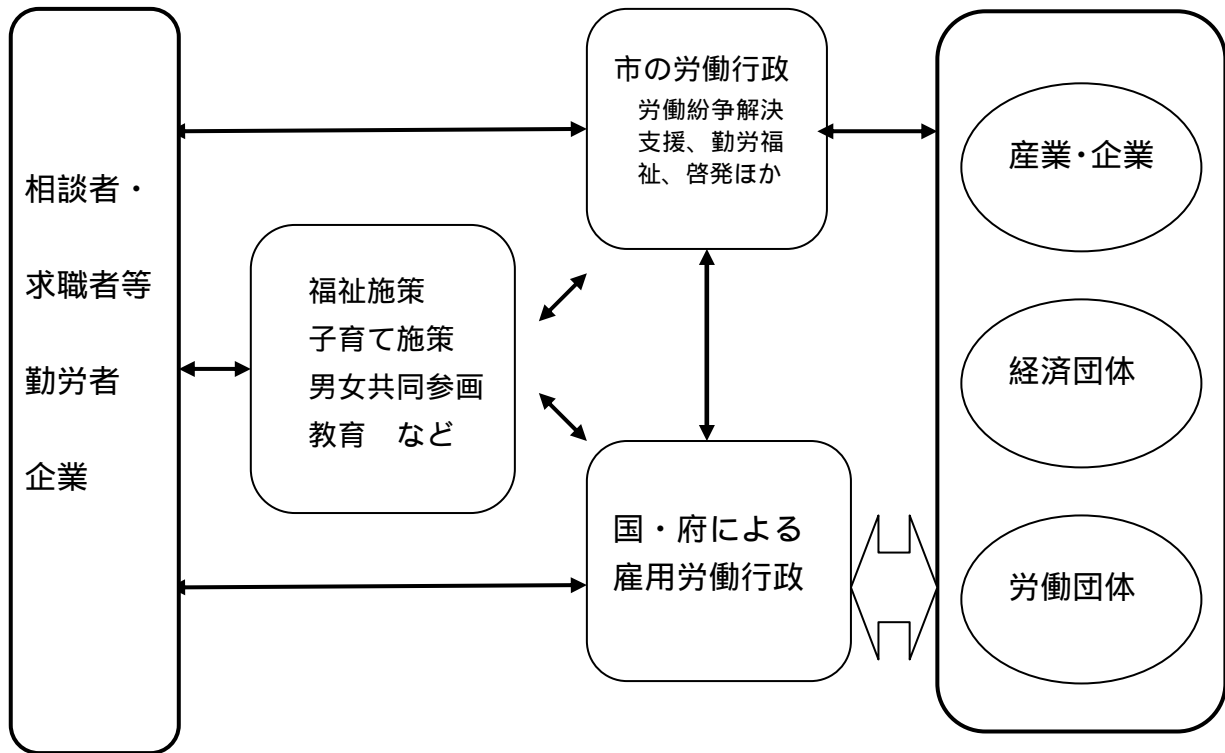 相談者・
求職者等
勤労者
企業
福祉施策
子育て施策
男女共同参画
教育　など
市の労働行政
労働紛争解決
支援、勤労福
祉、啓発ほか
国・府による
雇用労働行政
産業・企業
経済団体
労働団体